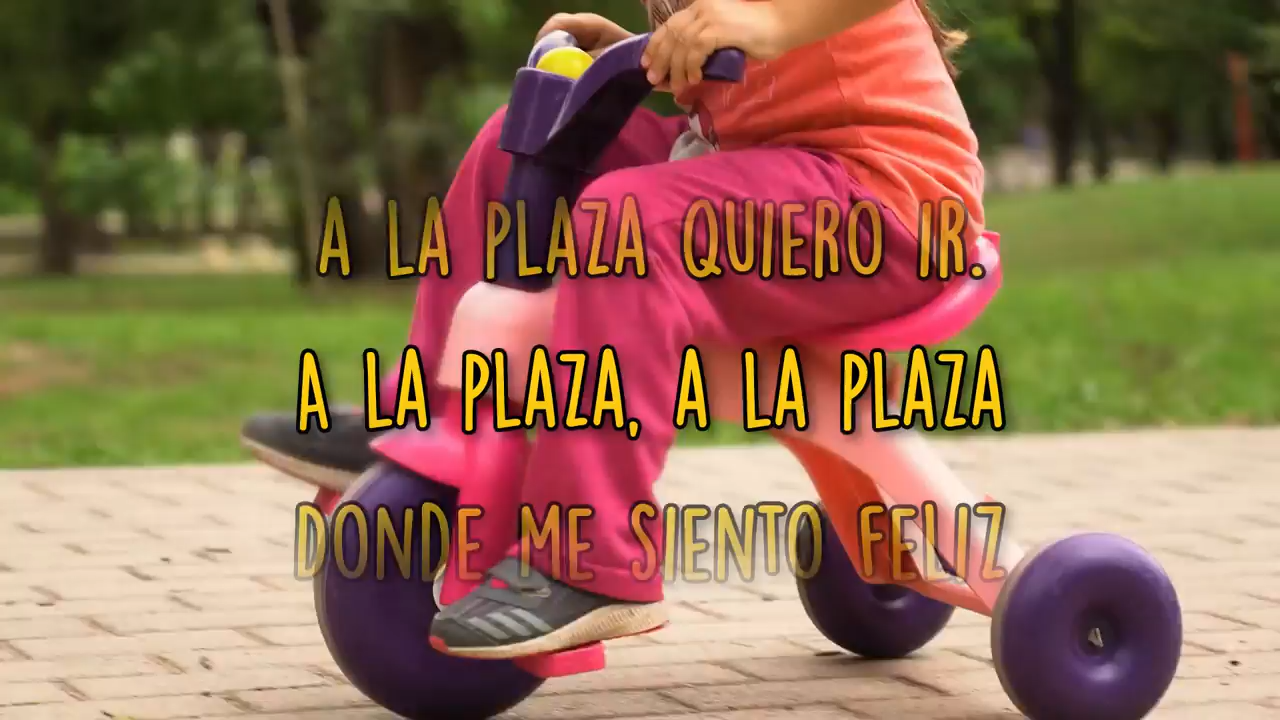 A LA PLAZA QUIERO IR.
A LA PLAZA, A LA PLAZA
DONDE ME SIENTO FELIZ